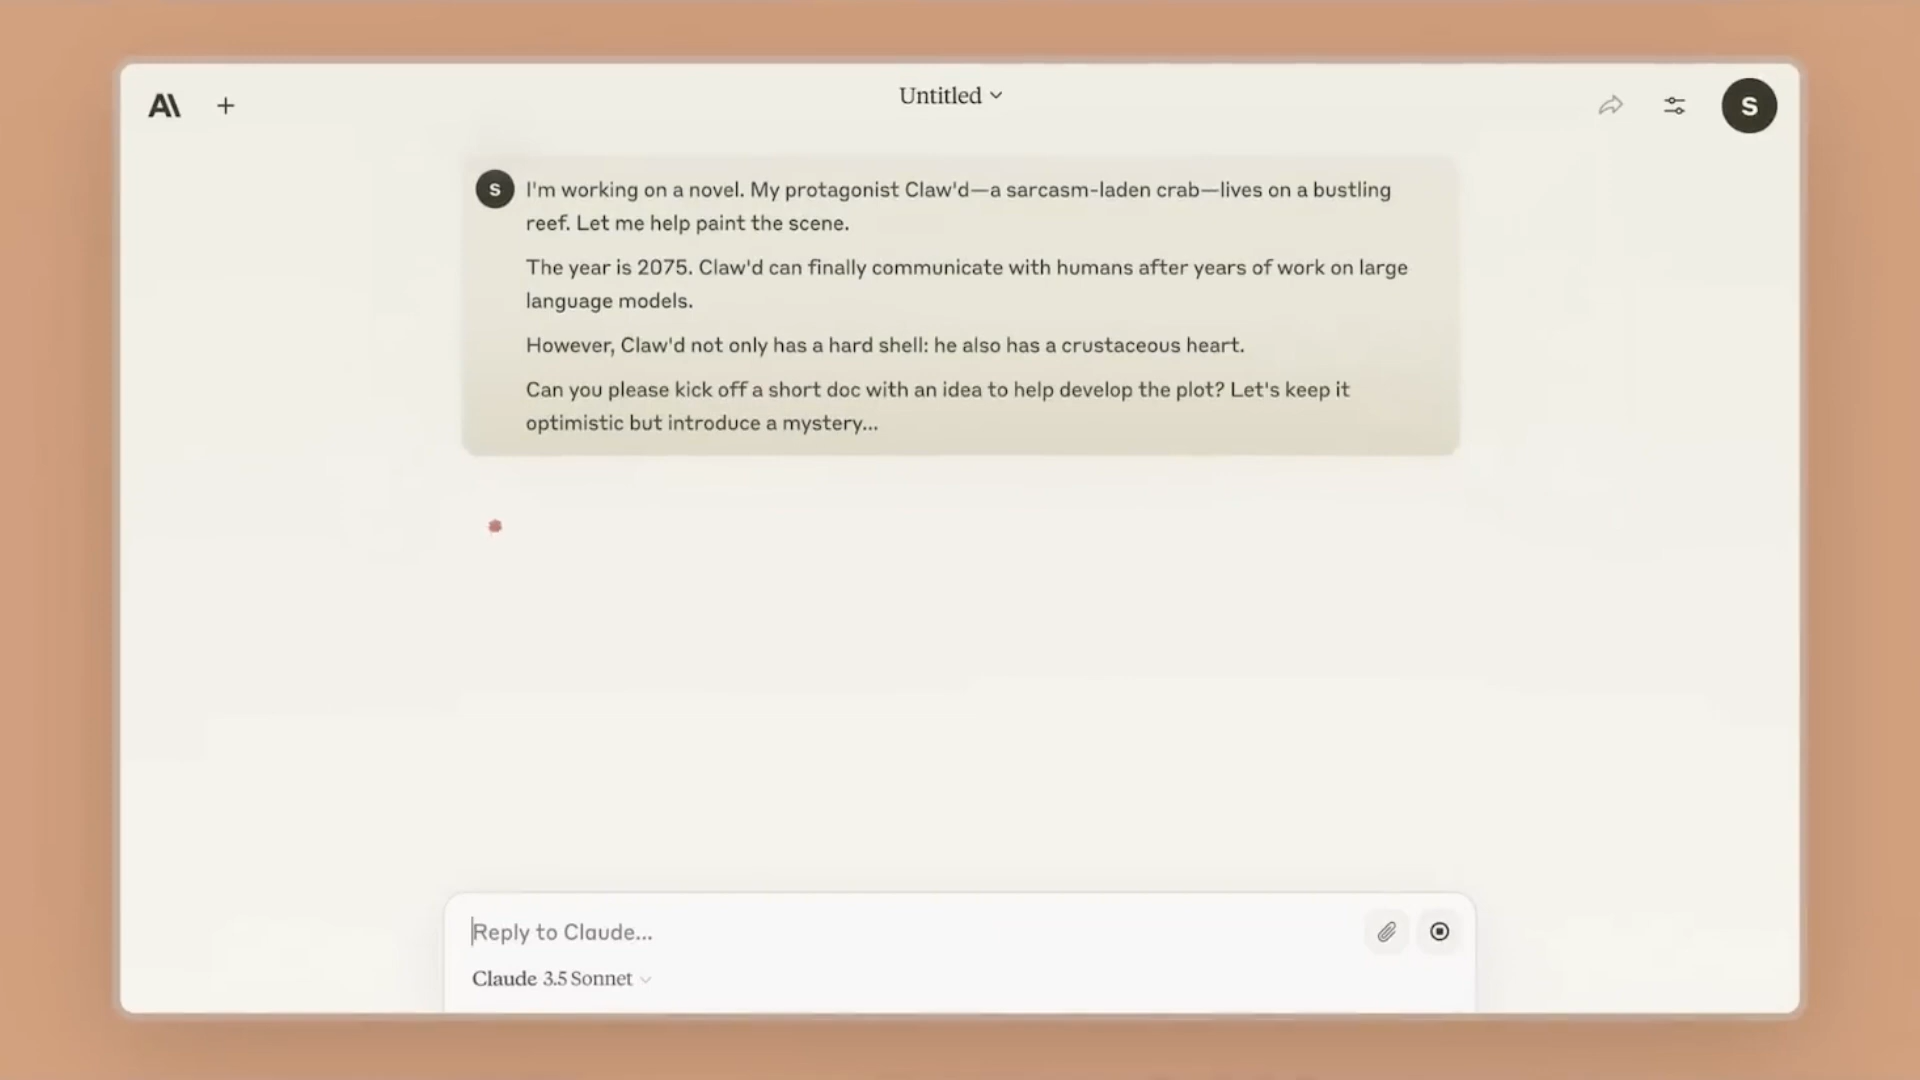 A\
+
Untitled
S
S
I'm working on a novel. My protagonist Claw'd—a sarcasm-laden crab—lives on a bustling
reef. Let me help paint the scene.
The year is 2075. Claw'd can finally communicate with humans after years of work on large
language models.
However, Claw'd not only has a hard shell: he also has a crustaceous heart.
Can you please kick off a short doc with an idea to help develop the plot? Let's keep it
optimistic but introduce a mystery...
Reply to Claude...
Claude 3.5 Sonnet